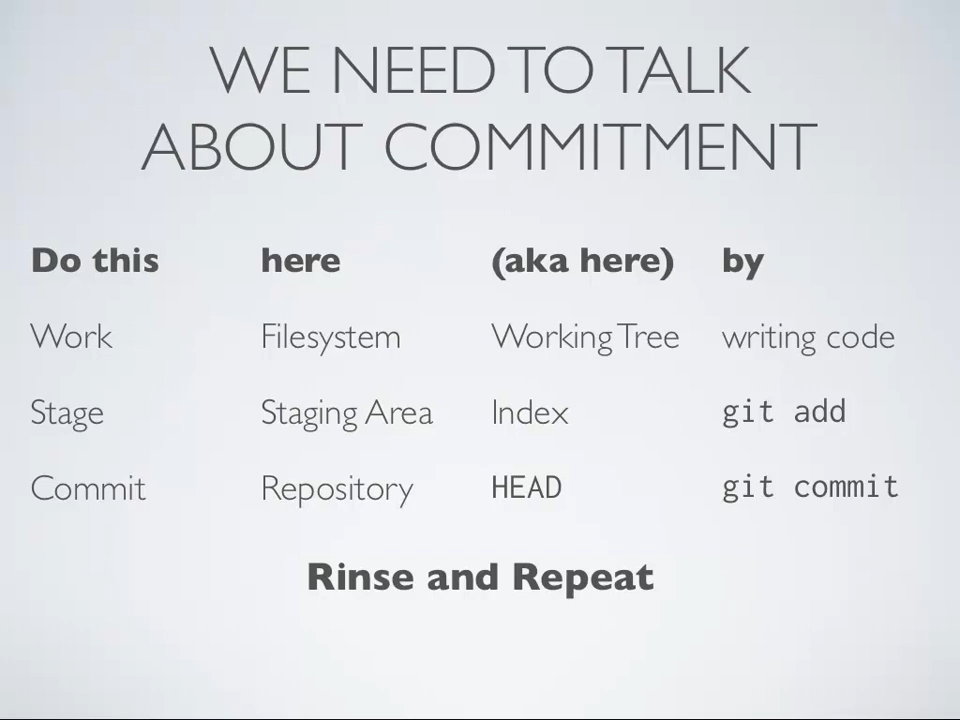 WE NEED TO TALK
ABOUT COMMITMENT
Do this here (aka here) by
Work Filesystem Working Tree writing code
Stage Staging Area Index git add
Commit Repository HEAD git commit
Rinse and Repeat